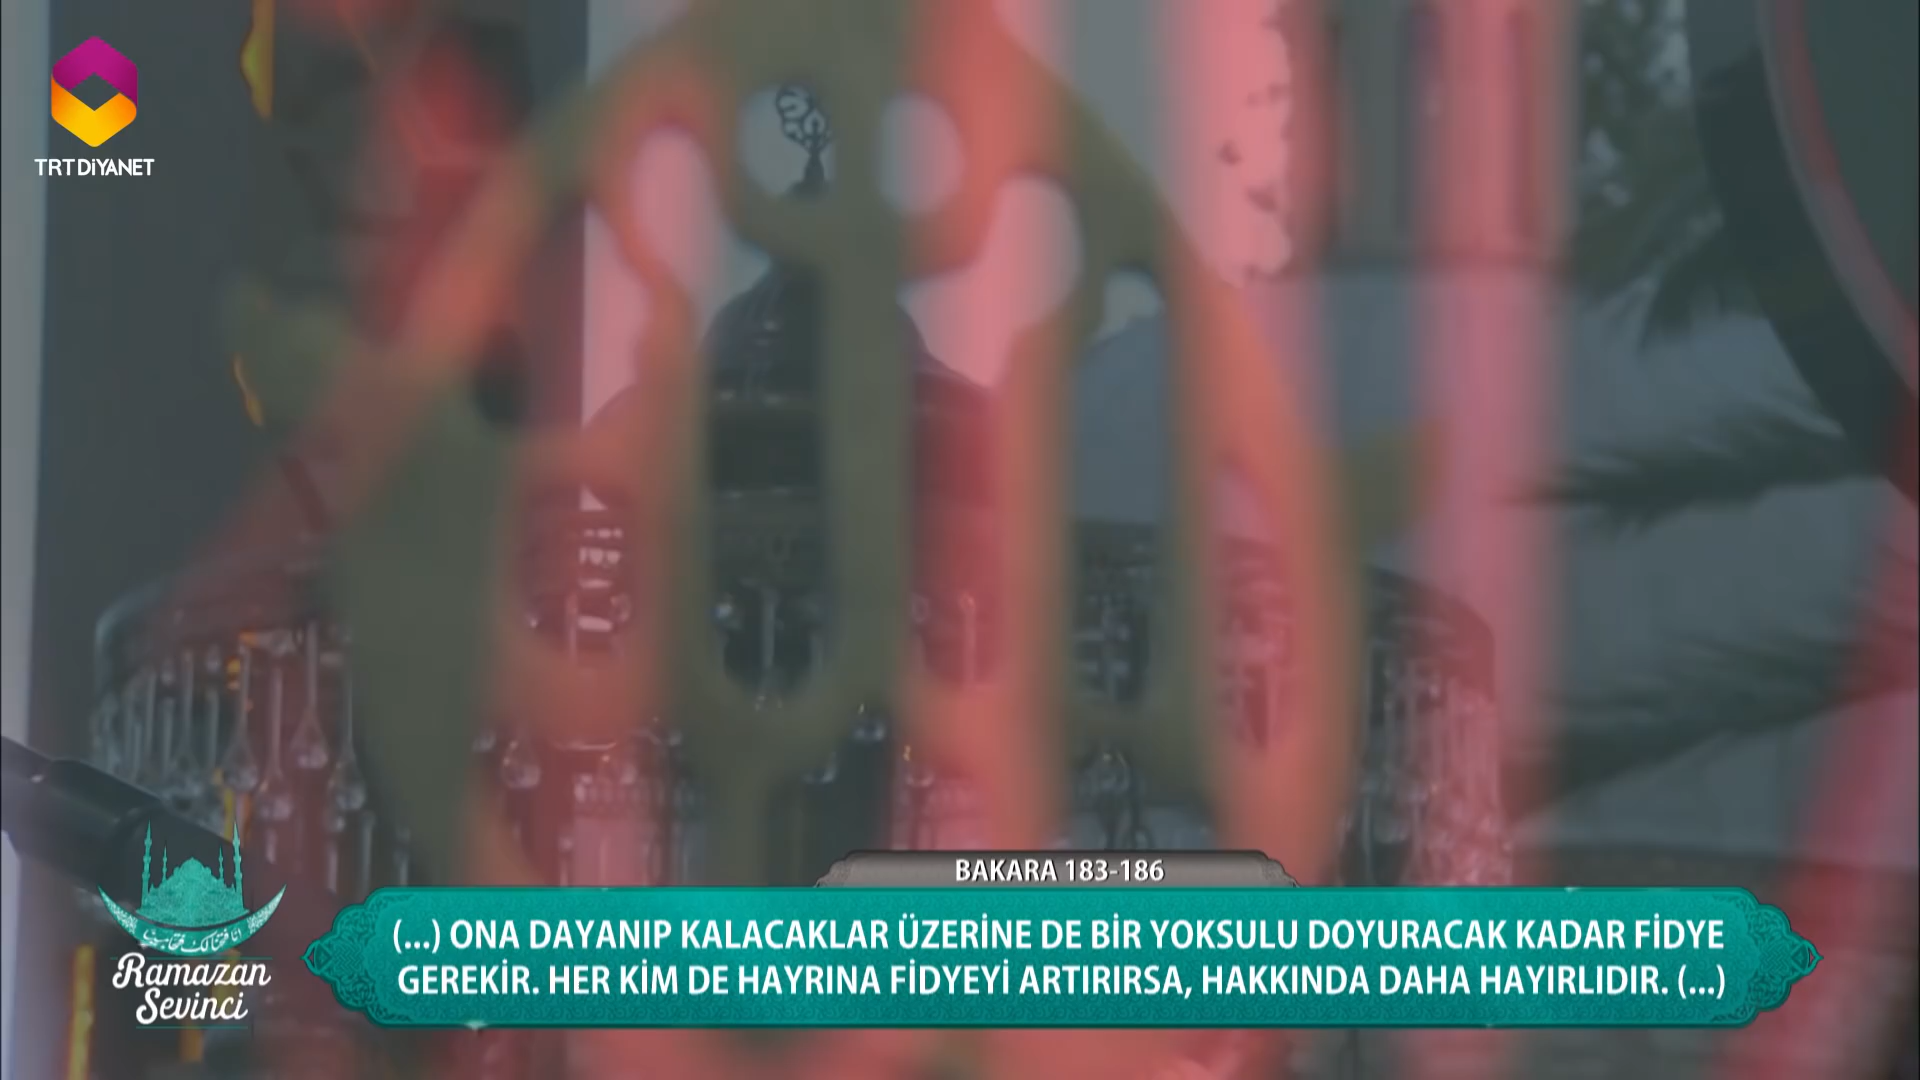 TRT DİYANET
BAKARA 183-186
(...) ONA DAYANIP KALACAKLAR ÜZERİNE DE BİR YOKSULU DOYURACAK KADAR FİDYE
GEREKİR. HER KİM DE HAYRINA FİDYEYİ ARTIRIRSA, HAKKINDA DAHA HAYIRLIDIR. (...)
Ramazan
Sevinci